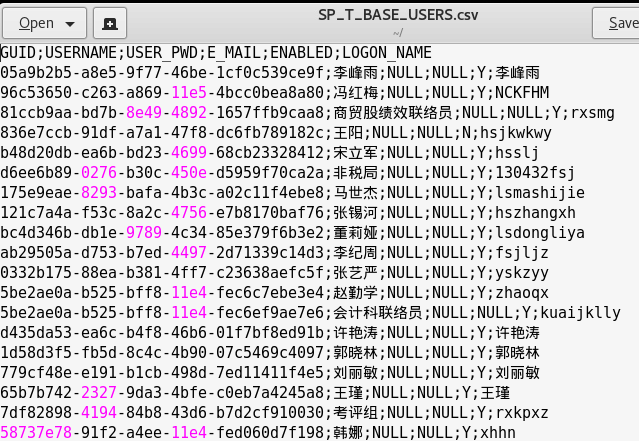 Open
SP_T_BASE_USERS.csv
~/
Save
GUID;USERNAME;USER_PWD;E_MAIL;ENABLED;LOGON_NAME
05a9b2b5-a8e5-9f77-46be-1cf0c539ce9f;李峰雨;NULL;NULL;Y;李峰雨
96c53650-c263-a869-11e5-4bcc0bea8a80;冯红梅;NULL;NULL;Y;NCKFHM
81ccb9aa-bd7b-8e49-4892-1657ffb9caa8;商贸股绩效联络员;NULL;NULL;Y;rxsmg
836e7ccb-91df-a7a1-47f8-dc6fb789182c;王阳;NULL;NULL;N;hsjkwkwy
b48d20db-ea6b-bd23-4699-68cb23328412;宋立军;NULL;NULL;Y;hsslj
d6ee6b89-0276-b30c-450e-d5959f70ca2a;非税局;NULL;NULL;Y;130432fsj
175e9eae-8293-bafa-4b3c-a02c11f4ebe8;马世杰;NULL;NULL;Y;lsmashijie
121c7a4a-f53c-8a2c-4756-e7b8170baf76;张锡河;NULL;NULL;Y;hszhangxh
bc4d346b-db1e-9789-4c34-85e379f6b3e2;董莉娅;NULL;NULL;Y;lsdongliya
ab29505a-d753-b7ed-4497-2d71339c14d3;李纪周;NULL;NULL;Y;fsjljz
0332b175-88ea-b381-4ff7-c23638aefc5f;张艺严;NULL;NULL;Y;yskzyy
5be2ae0a-b525-bff8-11e4-fec6c7ebe3e4;赵勤学;NULL;NULL;Y;zhaoqx
5be2ae0a-b525-bff8-11e4-fec6ef9ae7e6;会计科联络员;NULL;NULL;Y;kuaijklly
d435da53-ea6c-b4f8-46b6-01f7bf8ed91b;许艳涛;NULL;NULL;Y;许艳涛
1d58d3f5-fb5d-8c4c-4b90-07c5469c4097;郭晓林;NULL;NULL;Y;郭晓林
779cf48e-e191-b1cb-498d-7ed11411f4e5;刘丽敏;NULL;NULL;Y;刘丽敏
65b7b742-2327-9da3-4bfe-c0eb7a4245a8;王瑾;NULL;NULL;Y;王瑾
7df82898-4194-84b8-43d6-b7d2cf910030;考评组;NULL;NULL;Y;rxkpxz
58737e78-91f2-a4ee-11e4-fed060d7f198;韩娜;NULL;NULL;Y;xhhn